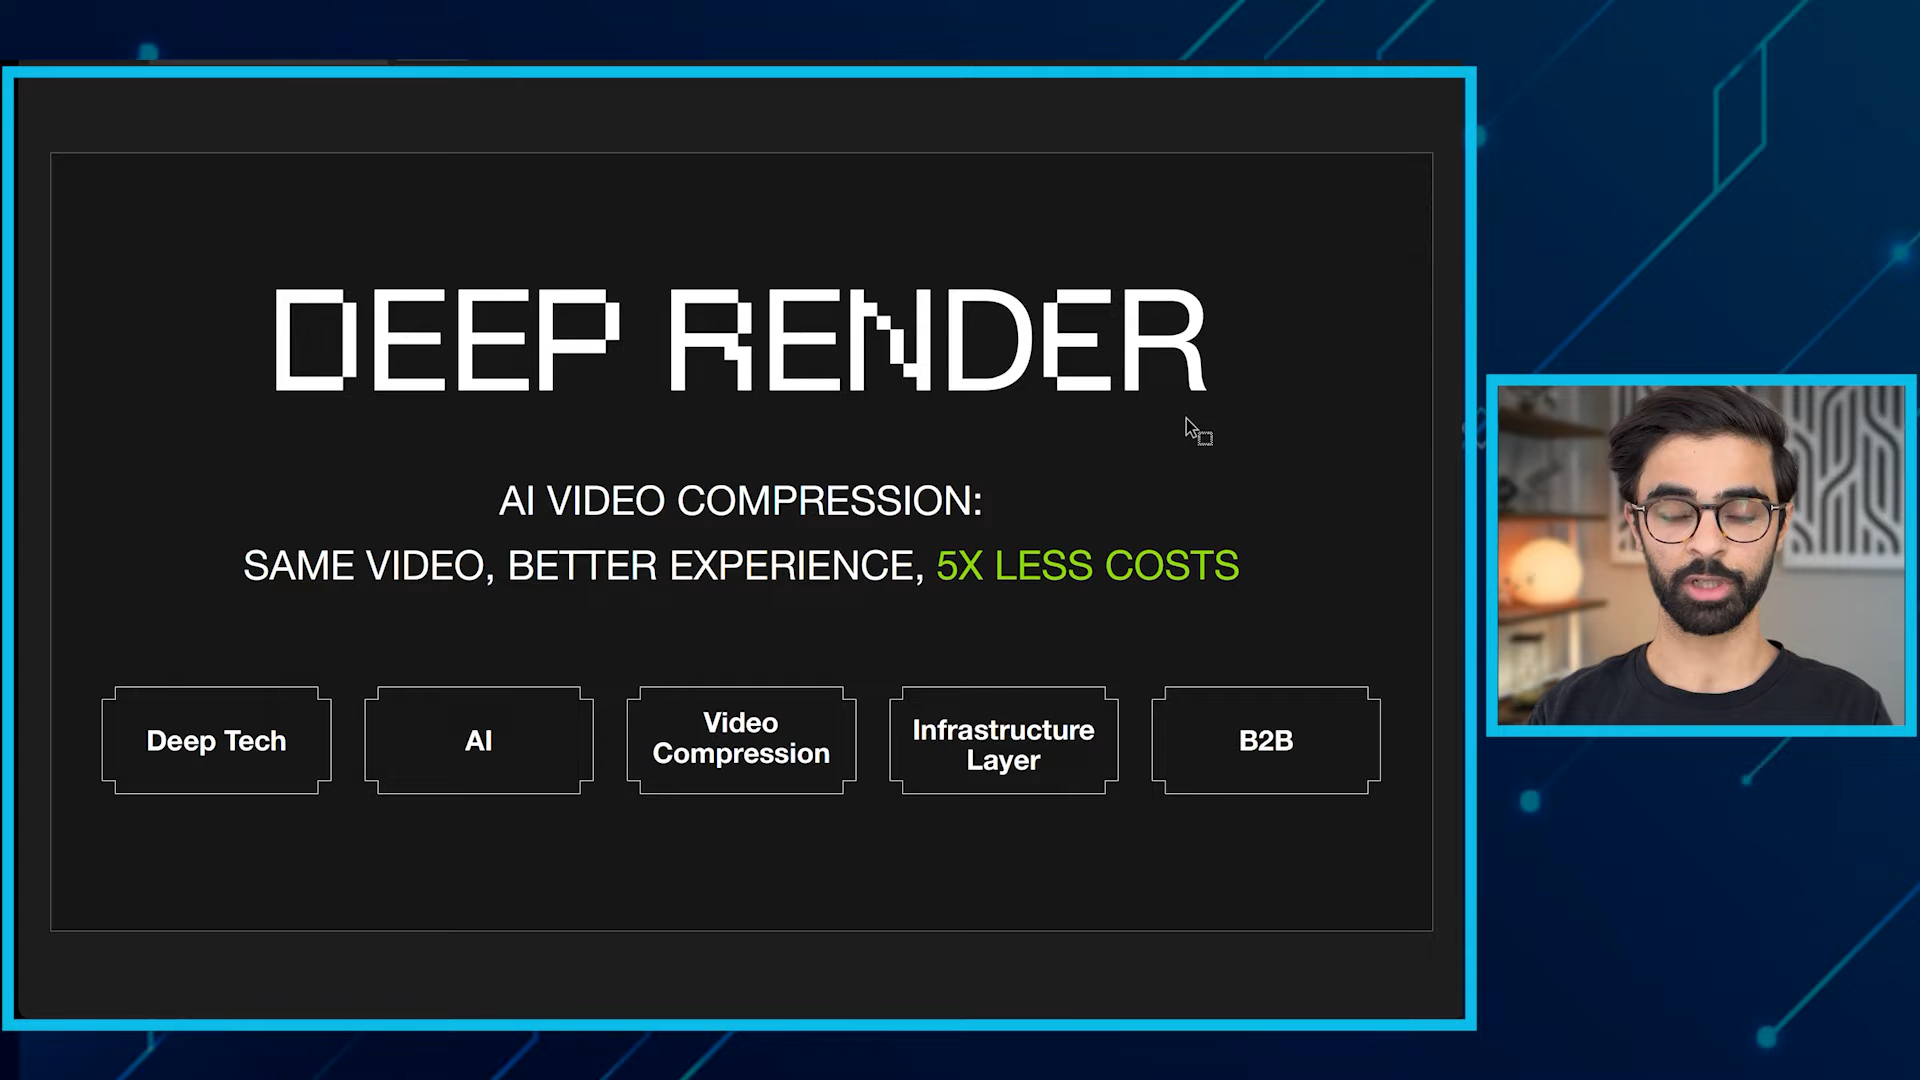 DEEP RENDER
AI VIDEO COMPRESSION:
SAME VIDEO, BETTER EXPERIENCE, 5X LESS COSTS
Deep Tech
AI
Video
Compression
Infrastructure
Layer
B2B